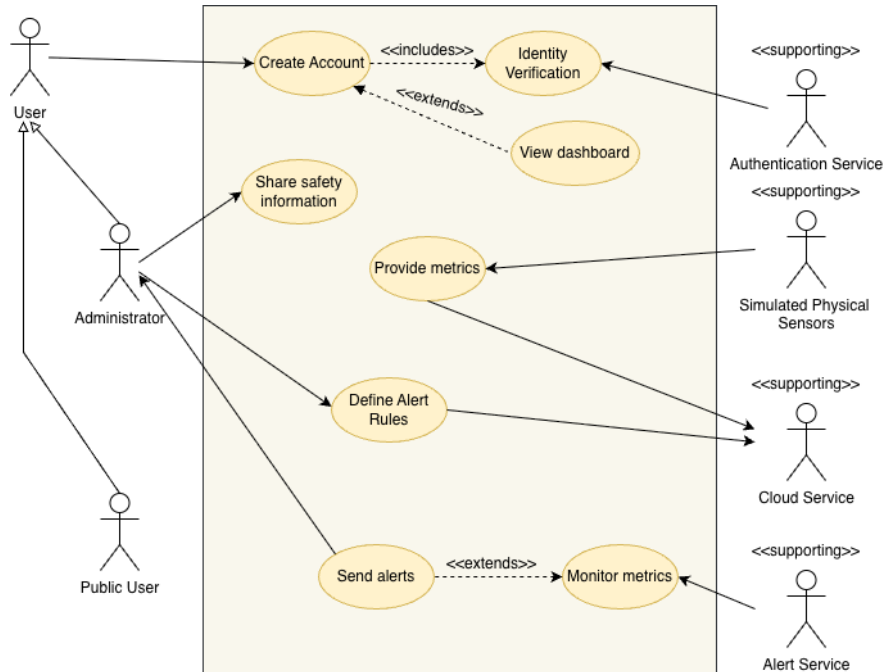 <<includes>>
Create Account
Identity
Verification
<<supporting>>
User
<<extends>>
View dashboard
Authentication Service
Share safety
information
<<supporting>>
Provide metrics
Administrator
Simulated Physical
Sensors
Define Alert
Rules
<<supporting>>
Cloud Service
Public User
Send alerts
<<extends>>
Monitor metrics
<<supporting>>
Alert Service